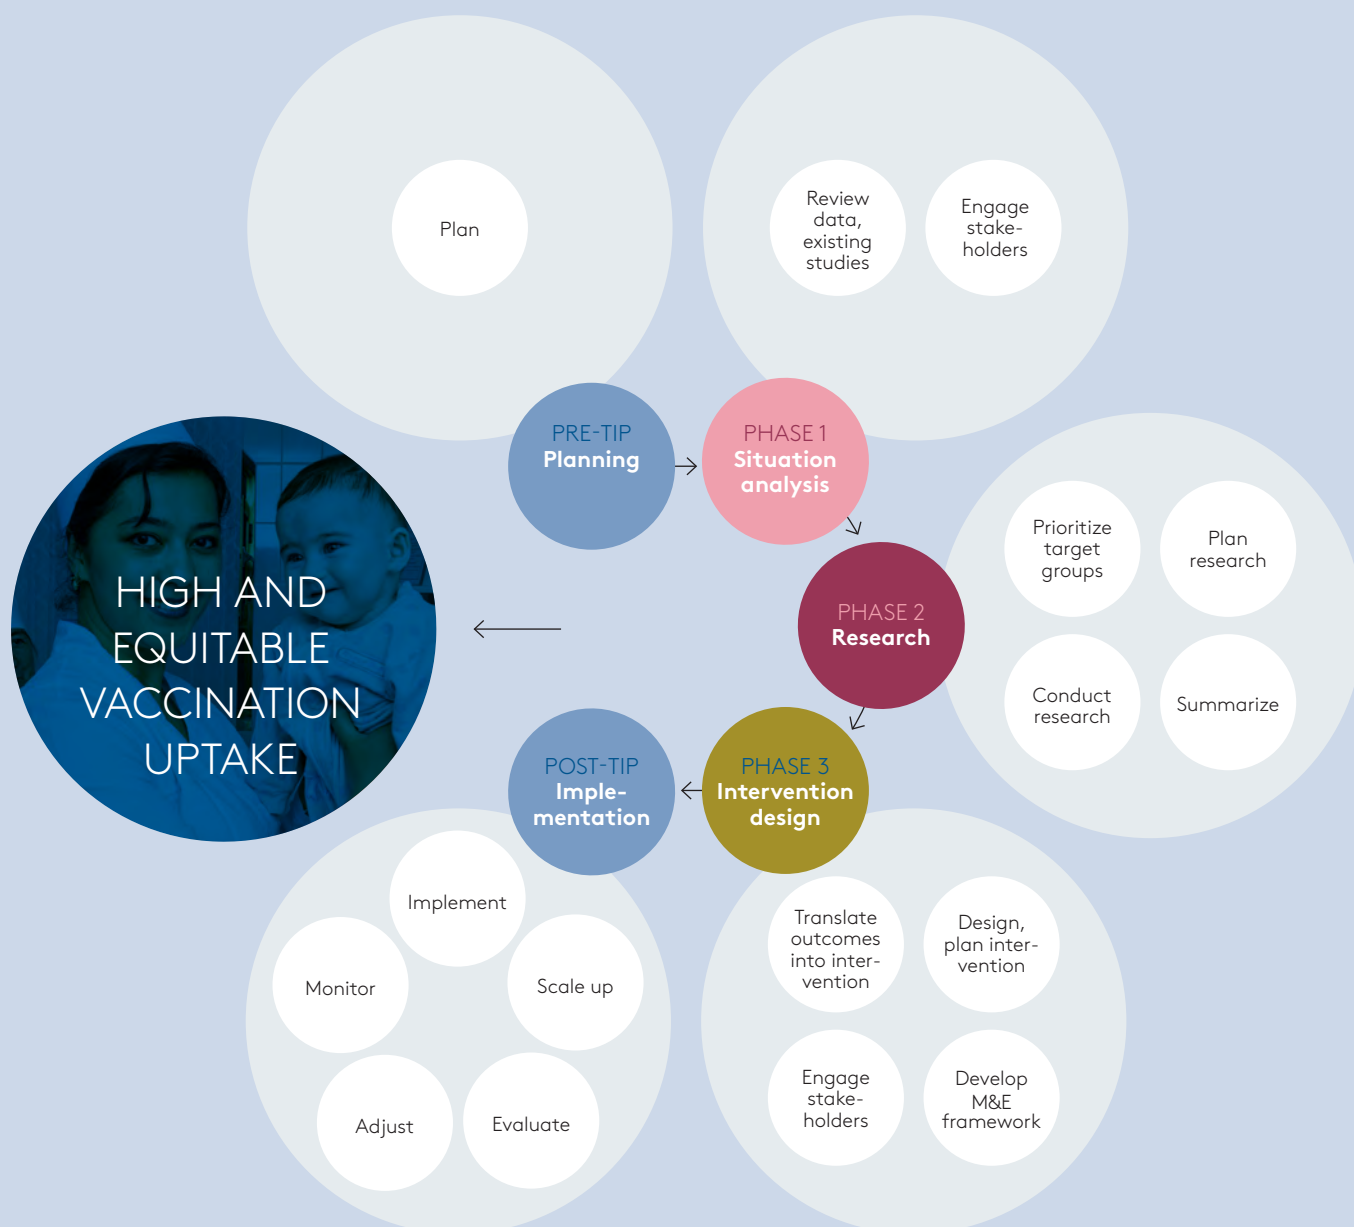 Plan
Review
data,
existing
studies
Engage
stake-
holders
PRE-TIP
Planning
PHASE 1
Situation
analysis
Prioritize
target
groups
Plan
research
PHASE 2
Research
Conduct
research
Summarize
HIGH AND
EQUITABLE
VACCINATION
UPTAKE
POST-TIP
Imple-
mentation
PHASE 3
Intervention
design
Implement
Monitor
Scale up
Adjust
Evaluate
Translate
outcomes
into inter-
vention
Design,
plan inter-
vention
Engage
stake-
holders
Develop
M&E
framework